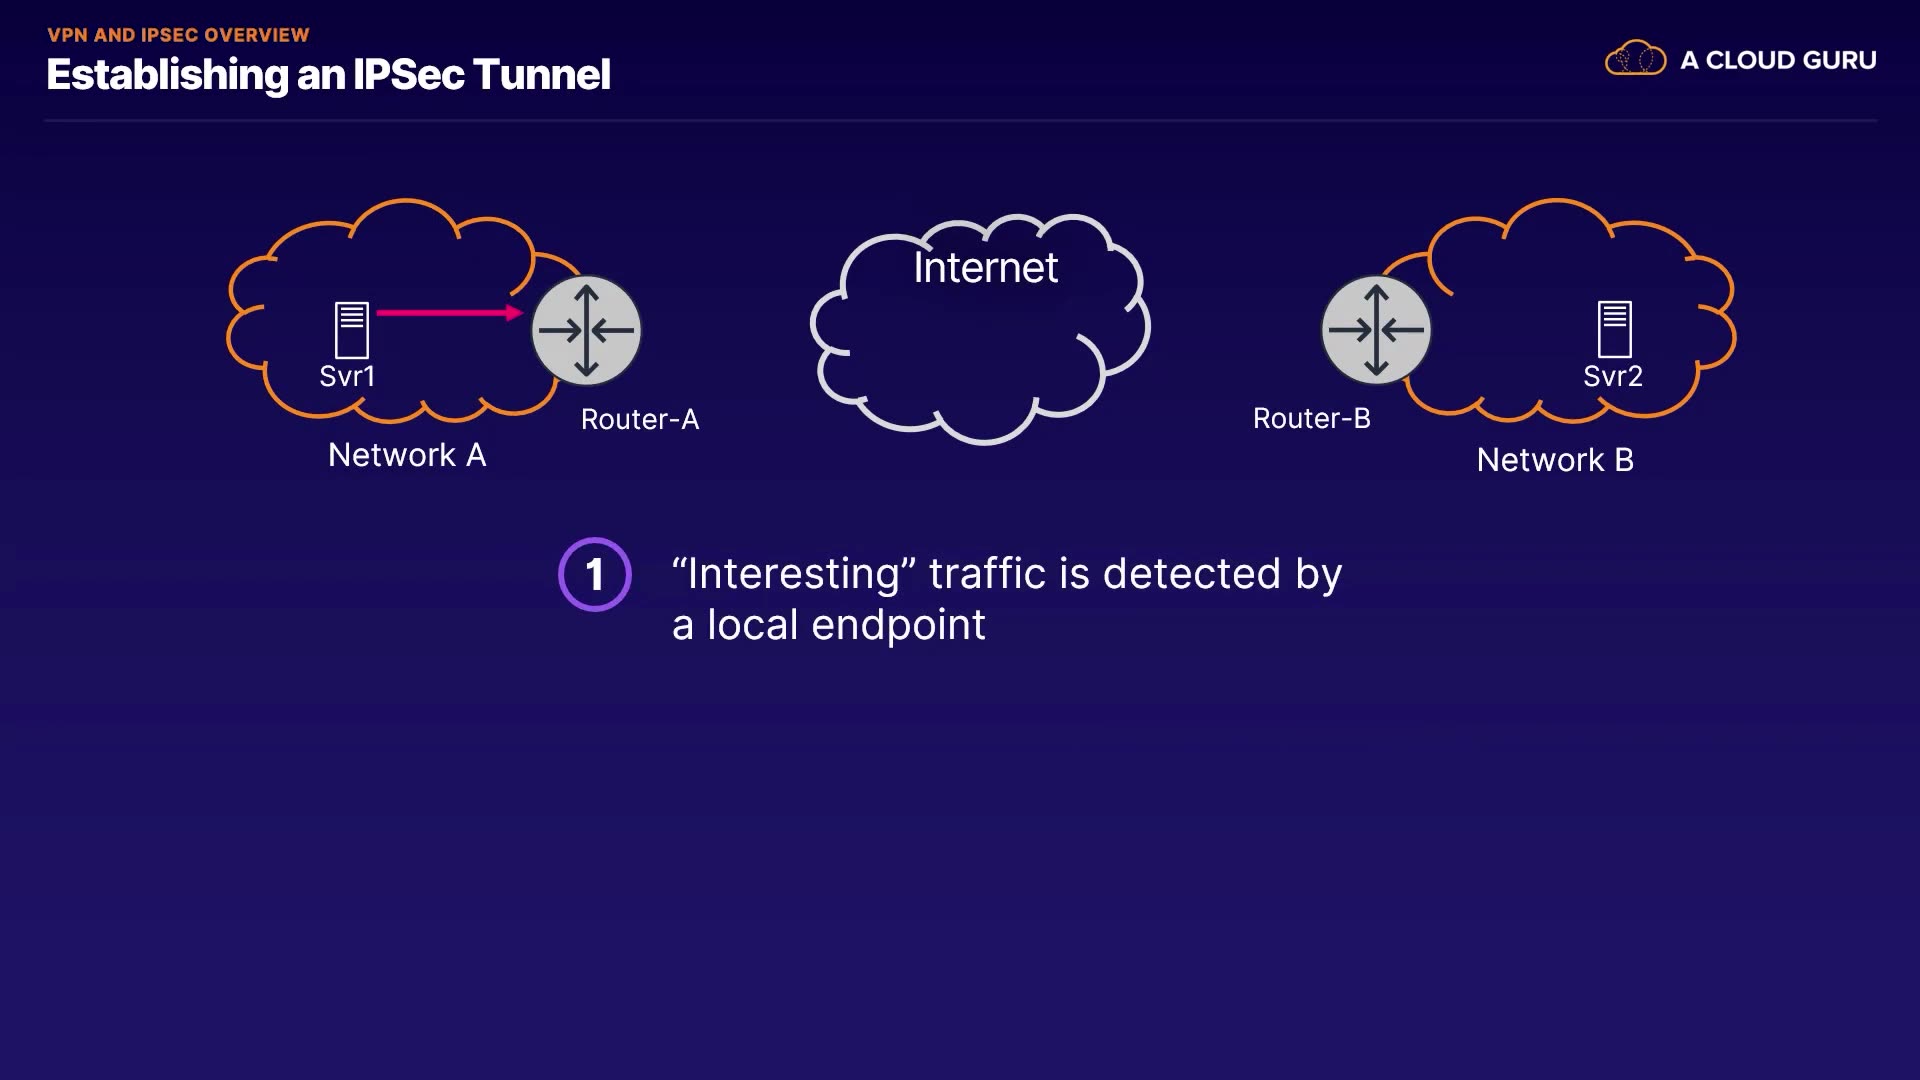 VPN AND IPSEC OVERVIEW
Establishing an IPSec Tunnel
A CLOUD GURU
Internet
Svr1
Svr2
Router-A
Router-B
Network A
Network B
1
“Interesting” traffic is detected by
a local endpoint